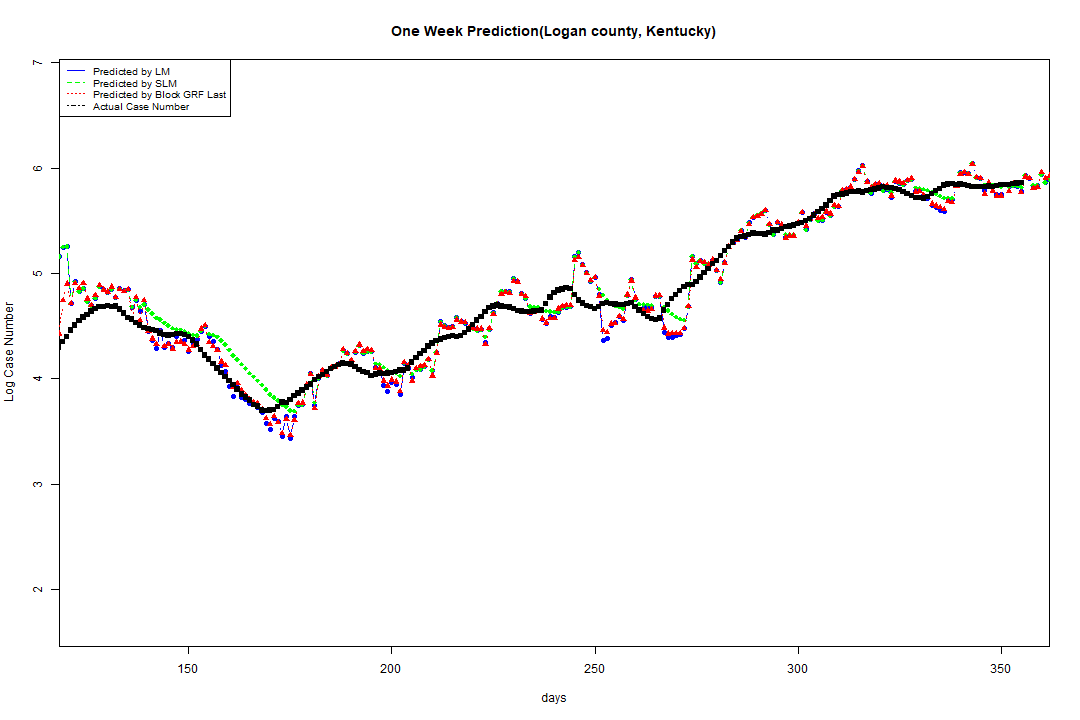 One Week Prediction(Logan county, Kentucky)
Predicted by LM
Predicted by SLM
Predicted by Block GRF Last
Actual Case Number
7
6
5
4
3
2
Log Case Number
150 200 250 300 350
days